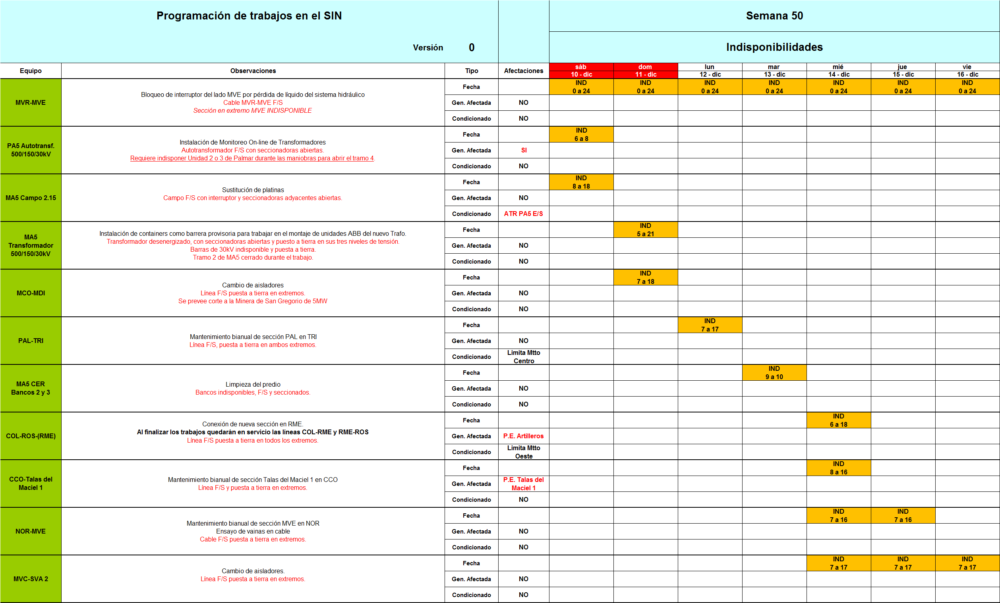 Programación de trabajos en el SIN
Semana 50
Versión 0
Indisponibilidades
Equipo
Observaciones
Tipo
Afectaciones
sáb
dom
lun
mar
mié
jue
vie
10 - dic
11 - dic
12 - dic
13 - dic
14 - dic
15 - dic
16 - dic
MVR-MVE
Bloqueo de interruptor del lado MVE por pérdida de líquido del sistema hidráulico
Cable MVR-MVE F/S
Sección en extremo MVE INDISPONIBLE
Fecha
IND
0 a 24
IND
0 a 24
IND
0 a 24
IND
0 a 24
IND
0 a 24
IND
0 a 24
IND
0 a 24
Gen. Afectada
NO
Condicionado
NO
PA5 Autotransf.
500/150/30kV
Instalación de Monitoreo On-line de Transformadores
Autotransformador F/S con seccionadoras abiertas.
Requiere indisponer Unidad 2 o 3 de Palmar durante las maniobras para abrir el tramo 4.
Fecha
IND
6 a 8
Gen. Afectada
SI
Condicionado
NO
MA5 Campo 2.15
Sustitución de platinas
Campo F/S con interruptor y seccionadoras adyacentes abiertas.
Fecha
IND
8 a 18
Gen. Afectada
NO
Condicionado
ATR PA5 E/S
MA5
Transformador
500/150/30kV
Instalación de containers como barrera provisoria para trabajar en el montaje de unidades ABB del nuevo Trafo.
Transformador desenergizado, con seccionadoras abiertas y puesto a tierra en sus tres niveles de tensión.
Barras de 30kV indisponible y puesta a tierra.
Tramo 2 de MA5 cerrado durante el trabajo.
Fecha
IND
5 a 21
Gen. Afectada
NO
Condicionado
NO
MCO-MDI
Cambio de aisladores
Línea F/S puesta a tierra en extremos.
Se prevee corte a la Minera de San Gregorio de 5MW
Fecha
IND
7 a 18
Gen. Afectada
NO
Condicionado
NO
PAL-TRI
Mantenimiento bianual de sección PAL en TRI
Línea F/S, puesta a tierra en ambos extremos.
Fecha
IND
7 a 17
Gen. Afectada
NO
Condicionado
Limita Mtto
Centro
MA5 CER
Bancos 2 y 3
Limpieza del predio
Bancos indisponibles, F/S y seccionados.
Fecha
IND
9 a 10
Gen. Afectada
NO
Condicionado
NO
COL-ROS-(RME)
Conexión de nueva sección en RME.
Al finalizar los trabajos quedarán en servicio las líneas COL-RME y RME-ROS
Línea F/S puesta a tierra en todos los extremos.
Fecha
IND
6 a 18
Gen. Afectada
P.E. Artilleros
Condicionado
Limita Mtto
Oeste
CCO-Talas del
Maciel 1
Mantenimiento bianual de sección Talas del Maciel 1 en CCO
Línea F/S y puesta a tierra en extremos.
Fecha
IND
8 a 16
Gen. Afectada
P.E. Talas del
Maciel 1
Condicionado
NO
NOR-MVE
Mantenimiento bianual de sección MVE en NOR
Ensayo de vainas en cable
Cable F/S puesta a tierra en extremos.
Fecha
IND
7 a 16
IND
7 a 16
Gen. Afectada
NO
Condicionado
NO
MVC-SVA 2
Cambio de aisladores.
Línea F/S puesta a tierra en extremos.
Fecha
IND
7 a 17
IND
7 a 17
IND
7 a 17
Gen. Afectada
NO
Condicionado
NO